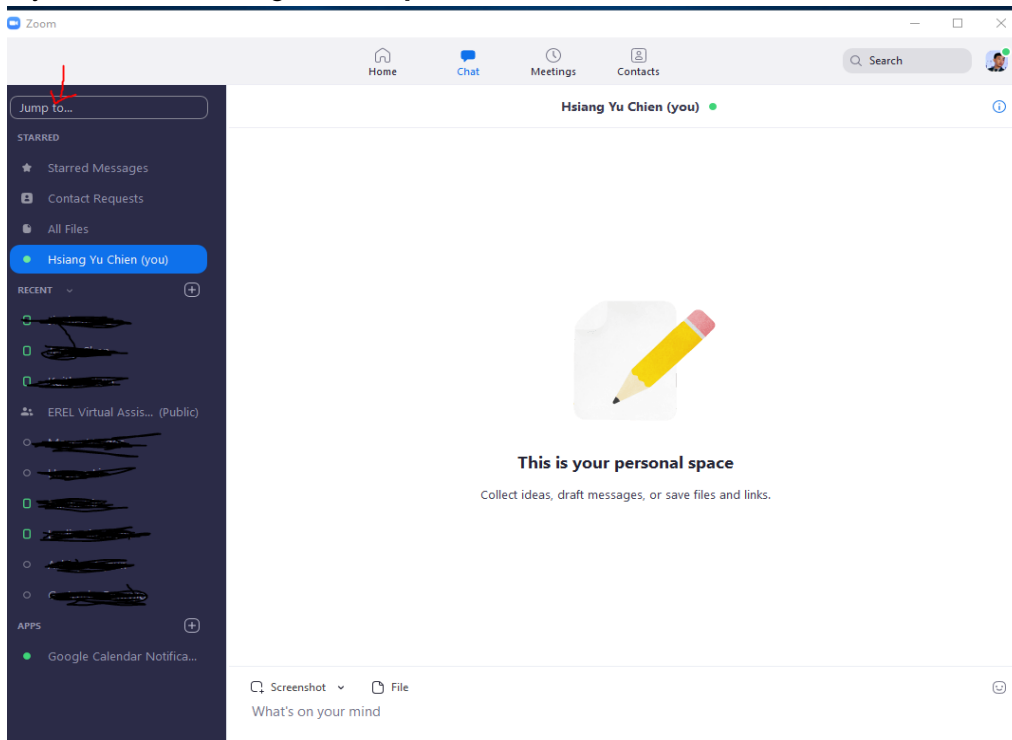 Zoom
Home Chat Meetings Contacts
Search
Jump to...
Hsiang Yu Chien (you)
STARRED
Starred Messages
Contact Requests
All Files
Hsiang Yu Chien (you)
RECENT
EREL Virtual Assis... (Public)
APPS
Google Calendar Notifica...
This is your personal space
Collect ideas, draft messages, or save files and links.
Screenshot File
What's on your mind